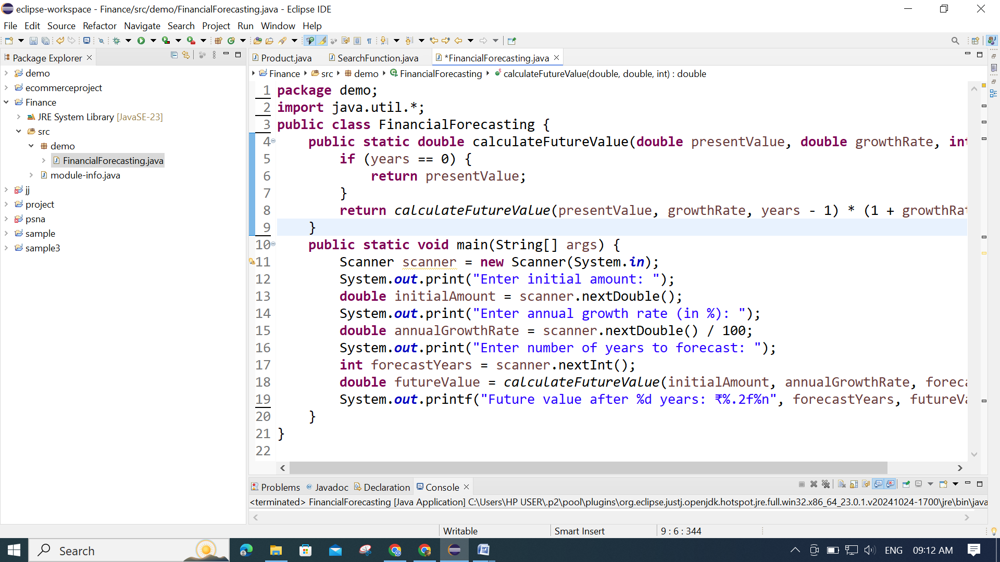 eclipse-workspace - Finance/src/demo/FinancialForecasting.java - Eclipse IDE
File Edit Source Refactor Navigate Search Project Run Window Help
Package Explorer
demo
ecommerceproject
Finance
JRE System Library [JavaSE-23]
src
demo
FinancialForecasting.java
module-info.java
jj
project
psna
sample
sample3
Product.java SearchFunction.java *FinancialForecasting.java
Finance src demo FinancialForecasting calculateFutureValue(double, double, int) : double
1 package demo;
2 import java.util.*;
3 public class FinancialForecasting {
4 public static double calculateFutureValue(double presentValue, double growthRate, int
5 if (years == 0) {
6 return presentValue;
7 }
8 return calculateFutureValue(presentValue, growthRate, years - 1) * (1 + growthRat
9 }
10 public static void main(String[] args) {
11 Scanner scanner = new Scanner(System.in);
12 System.out.print("Enter initial amount: ");
13 double initialAmount = scanner.nextDouble();
14 System.out.print("Enter annual growth rate (in %): ");
15 double annualGrowthRate = scanner.nextDouble() / 100;
16 System.out.print("Enter number of years to forecast: ");
17 int forecastYears = scanner.nextInt();
18 double futureValue = calculateFutureValue(initialAmount, annualGrowthRate, foreca
19 System.out.printf("Future value after %d years: ₹%.2f%n", forecastYears, futureVa
20 }
21 }
22
Problems Javadoc Declaration Console
<terminated> FinancialForecasting [Java Application] C:\Users\HP USER\.p2\pool\plugins\org.eclipse.justj.openjdk.hotspot.jre.full.win32.x86_64_23.0.1.v20241024-1700\jre\bin\java
Writable Smart Insert 9 : 6 : 344
Search ENG 09:12 AM